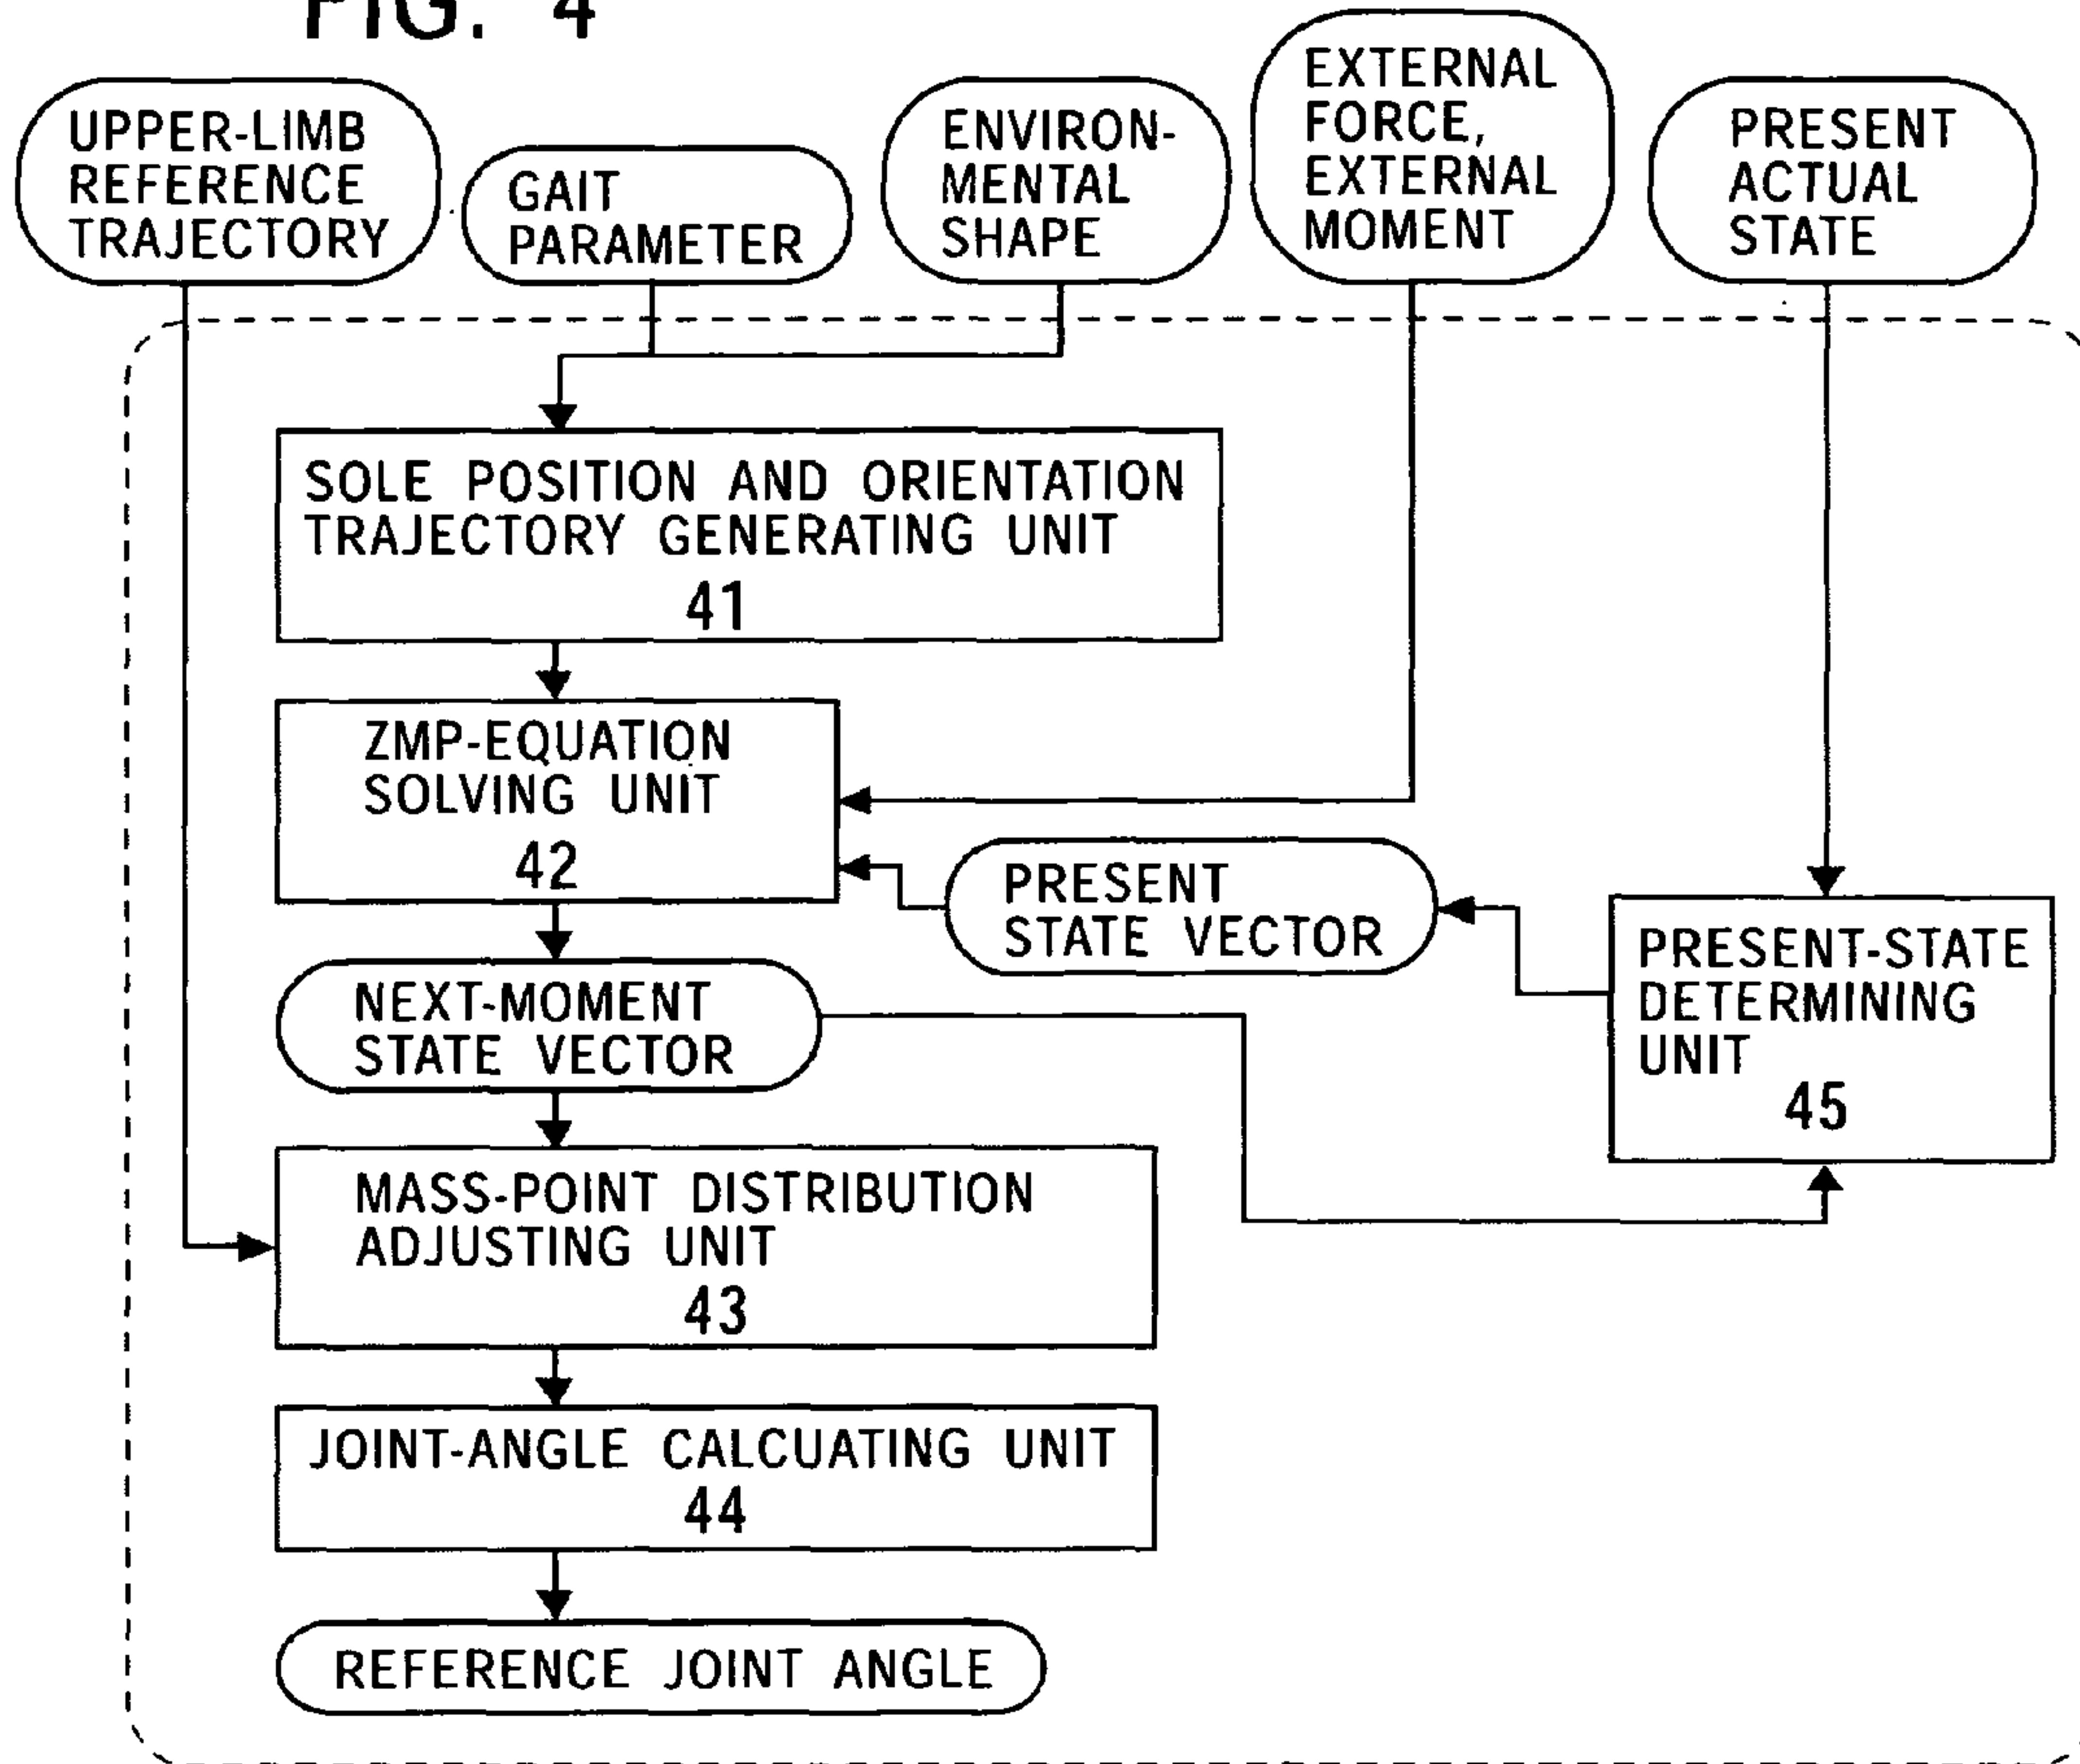 FIG. 4
UPPER-LIMB
REFERENCE
TRAJECTORY
GAIT
PARAMETER
ENVIRON-
MENTAL
SHAPE
EXTERNAL
FORCE,
EXTERNAL
MOMENT
PRESENT
ACTUAL
STATE
SOLE POSITION AND ORIENTATION
TRAJECTORY GENERATING UNIT
41
ZMP-EQUATION
SOLVING UNIT
42
PRESENT
STATE VECTOR
PRESENT-STATE
DETERMINING
UNIT
45
NEXT-MOMENT
STATE VECTOR
MASS-POINT DISTRIBUTION
ADJUSTING UNIT
43
JOINT-ANGLE CALCUATING UNIT
44
REFERENCE JOINT ANGLE